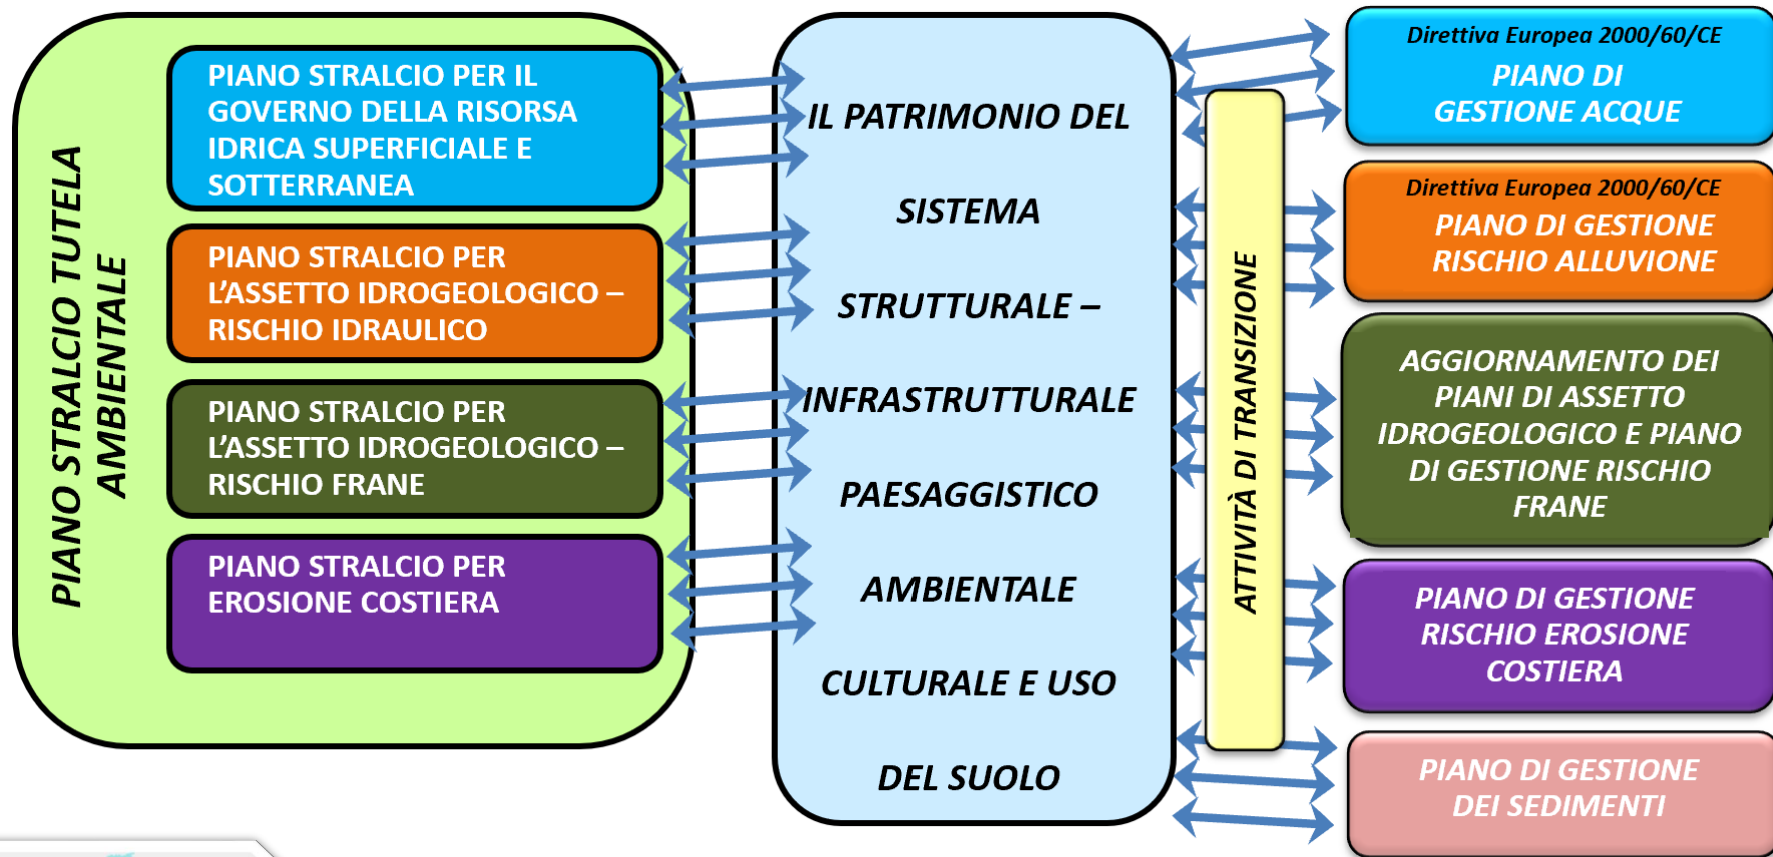 PIANO STRALCIO TUTELA
AMBIENTALE
PIANO STRALCIO PER IL
GOVERNO DELLA RISORSA
IDRICA SUPERFICIALE E
SOTTERRANEA
PIANO STRALCIO PER
L'ASSETTO IDROGEOLOGICO –
RISCHIO IDRAULICO
PIANO STRALCIO PER
L'ASSETTO IDROGEOLOGICO –
RISCHIO FRANE
PIANO STRALCIO PER
EROSIONE COSTIERA
IL PATRIMONIO DEL
SISTEMA
STRUTTURALE –
INFRASTRUTTURALE
PAESAGGISTICO
AMBIENTALE
CULTURALE E USO
DEL SUOLO
ATTIVITÀ DI TRANSIZIONE
Direttiva Europea 2000/60/CE
PIANO DI
GESTIONE ACQUE
Direttiva Europea 2000/60/CE
PIANO DI GESTIONE
RISCHIO ALLUVIONE
AGGIORNAMENTO DEI
PIANI DI ASSETTO
IDROGEOLOGICO E PIANO
DI GESTIONE RISCHIO
FRANE
PIANO DI GESTIONE
RISCHIO EROSIONE
COSTIERA
PIANO DI GESTIONE
DEI SEDIMENTI